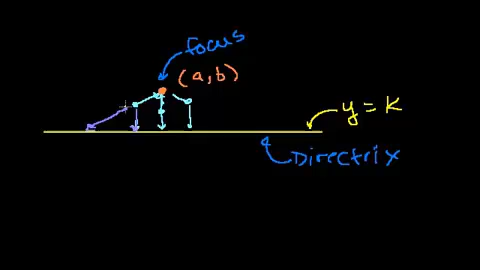 focus
(a,b)
y = k
Directrix